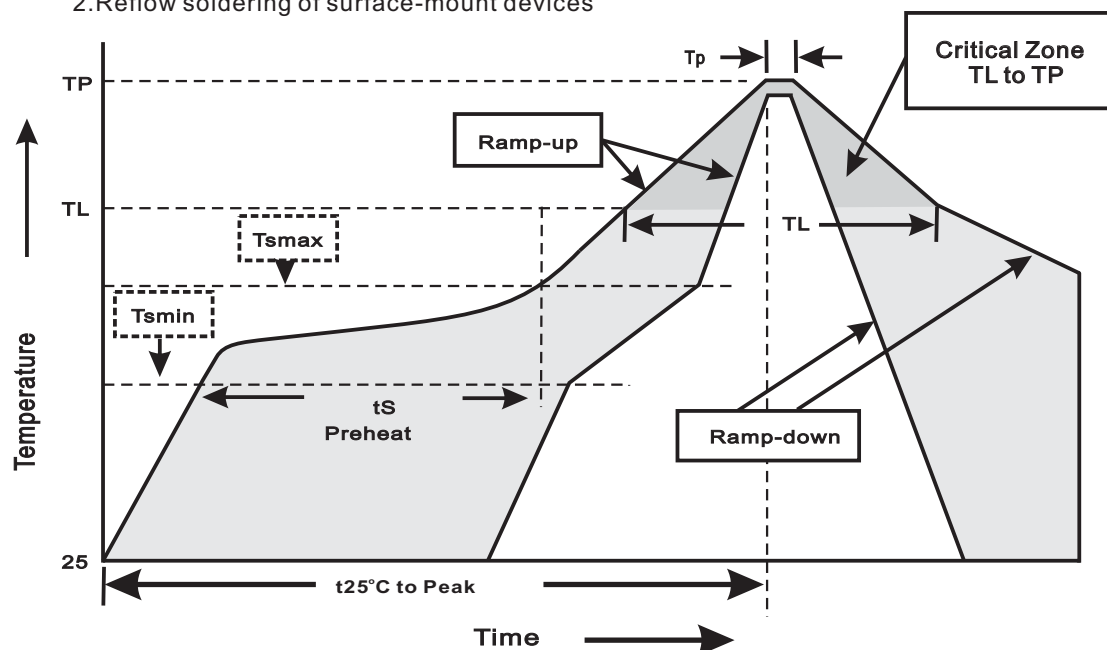 2.Reflow soldering of surface-mount devices
Tp
Critical Zone
TL to TP
TP
Ramp-up
TL
TL
Tsmax
Tsmin
tS
Preheat
Ramp-down
Temperature
25
t25°C to Peak
Time